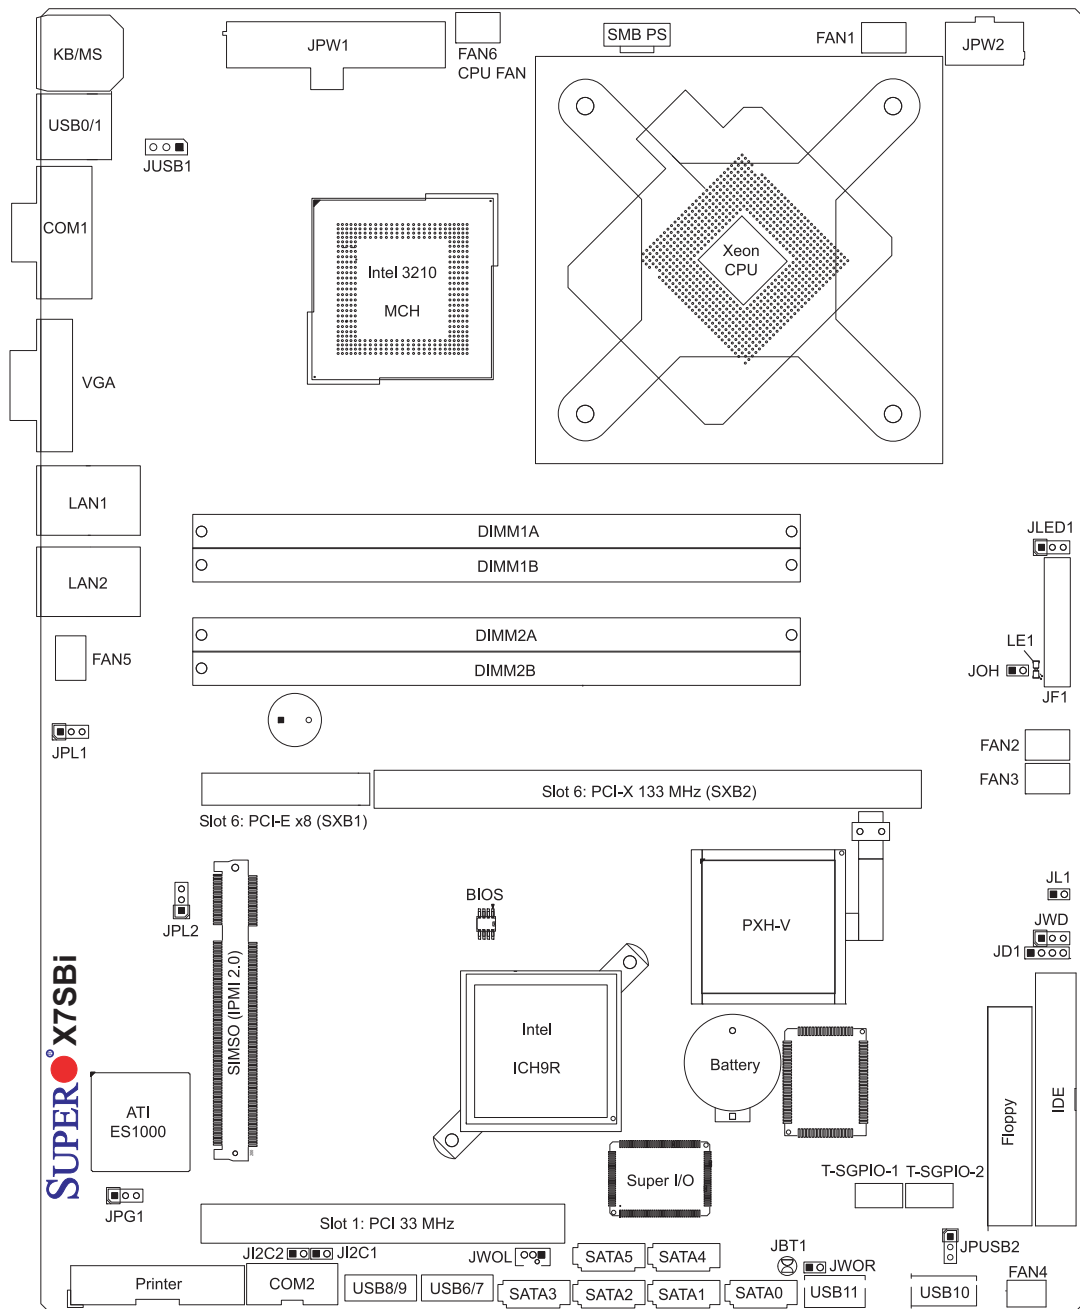 KB/MS
JPW1
FAN6
CPU FAN
SMB PS
FAN1
JPW2
USB0/1
JUSB1
COM1
Intel 3210
MCH
Xeon
CPU
VGA
LAN1
DIMM1A
JLED1
DIMM1B
LAN2
DIMM2A
LE1
FAN5
DIMM2B
JOH
JF1
JPL1
FAN2
FAN3
Slot 6: PCI-X 133 MHz (SXB2)
Slot 6: PCI-E x8 (SXB1)
BIOS
JL1
JPL2
PXH-V
JWD
JD1
SIMSO (IPMI 2.0)
SUPER® X7SBi
Intel
ICH9R
Battery
ATI
ES1000
Floppy
IDE
Super I/O
T-SGPIO-1
T-SGPIO-2
JPG1
Slot 1: PCI 33 MHz
JI2C2
JI2C1
JWOL
SATA5
SATA4
JBT1
JWOR
JPUSB2
Printer
COM2
USB8/9
USB6/7
SATA3
SATA2
SATA1
SATA0
USB11
USB10
FAN4